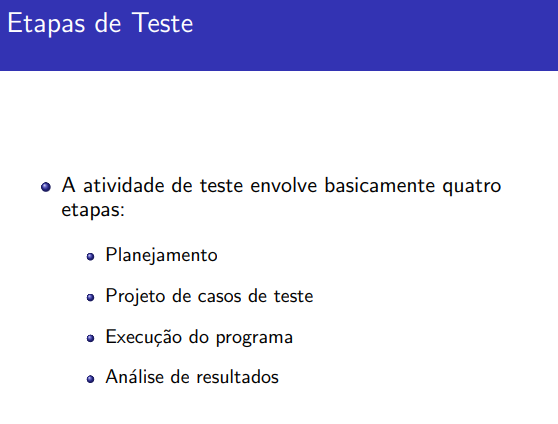 Etapas de Teste
A atividade de teste envolve basicamente quatro
etapas:
Planejamento
Projeto de casos de teste
Execução do programa
Análise de resultados